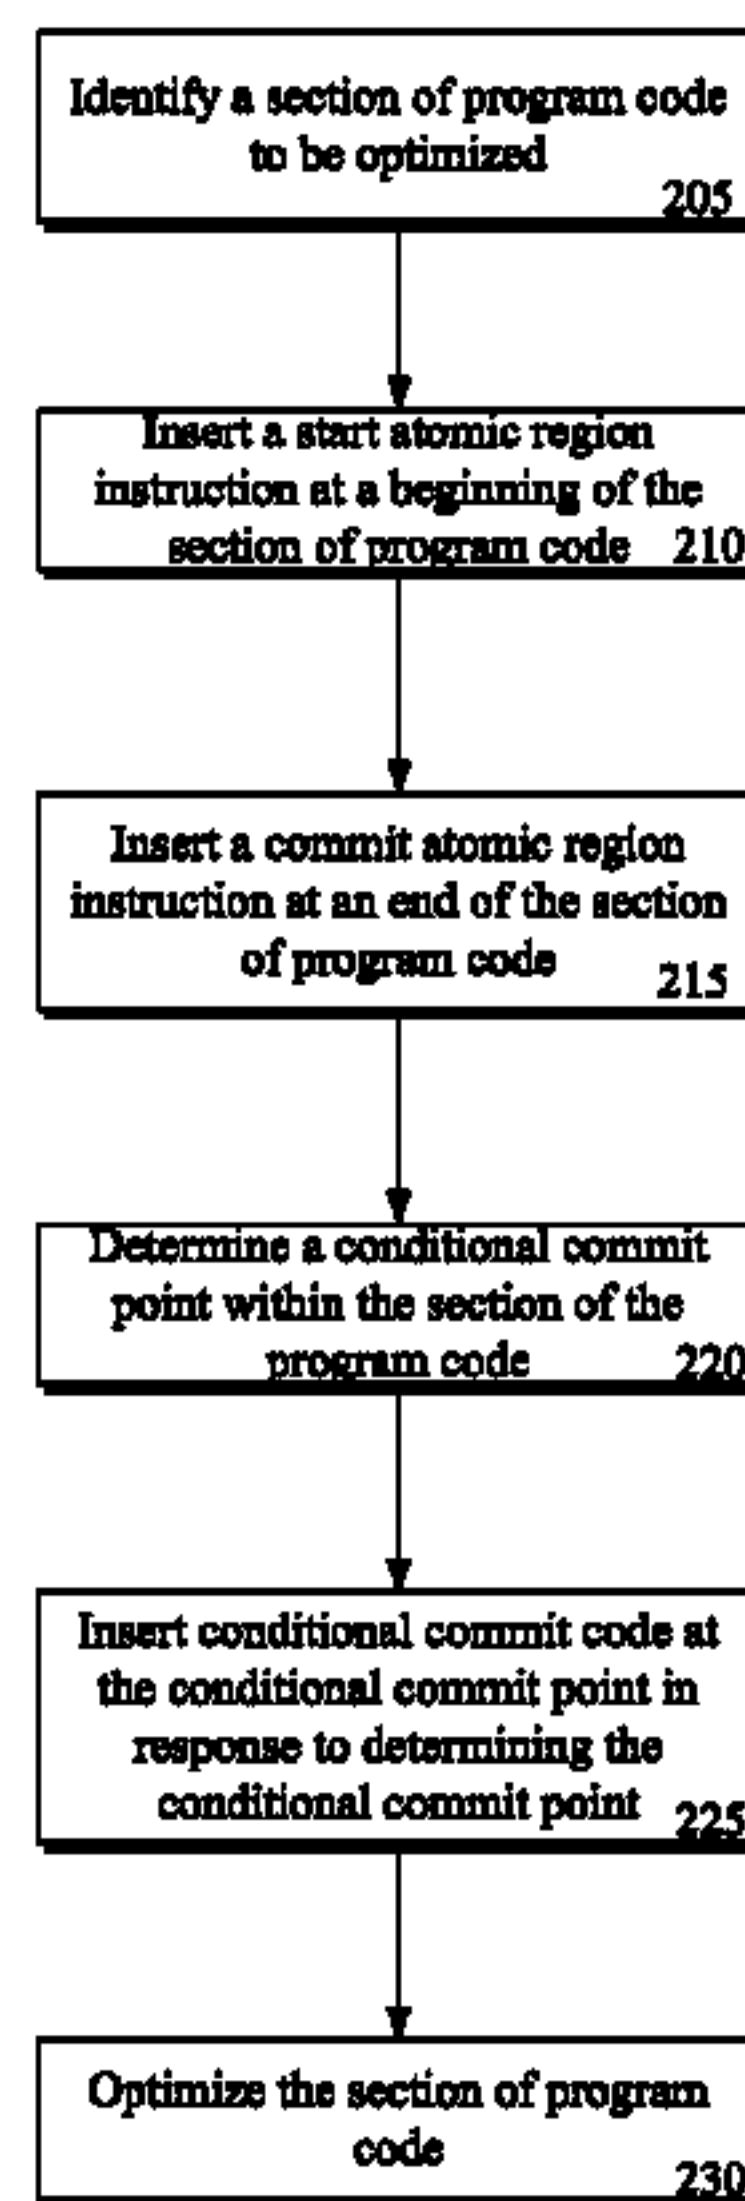 Identify a section of program code
to be optimized
205
Insert a start atomic region
instruction at a beginning of the
section of program code 210
Insert a commit atomic region
instruction at an end of the section
of program code
215
Determine a conditional commit
point within the section of the
program code 220
Insert conditional commit code at
the conditional commit point in
response to determining the
conditional commit point 225
Optimize the section of program
code
230